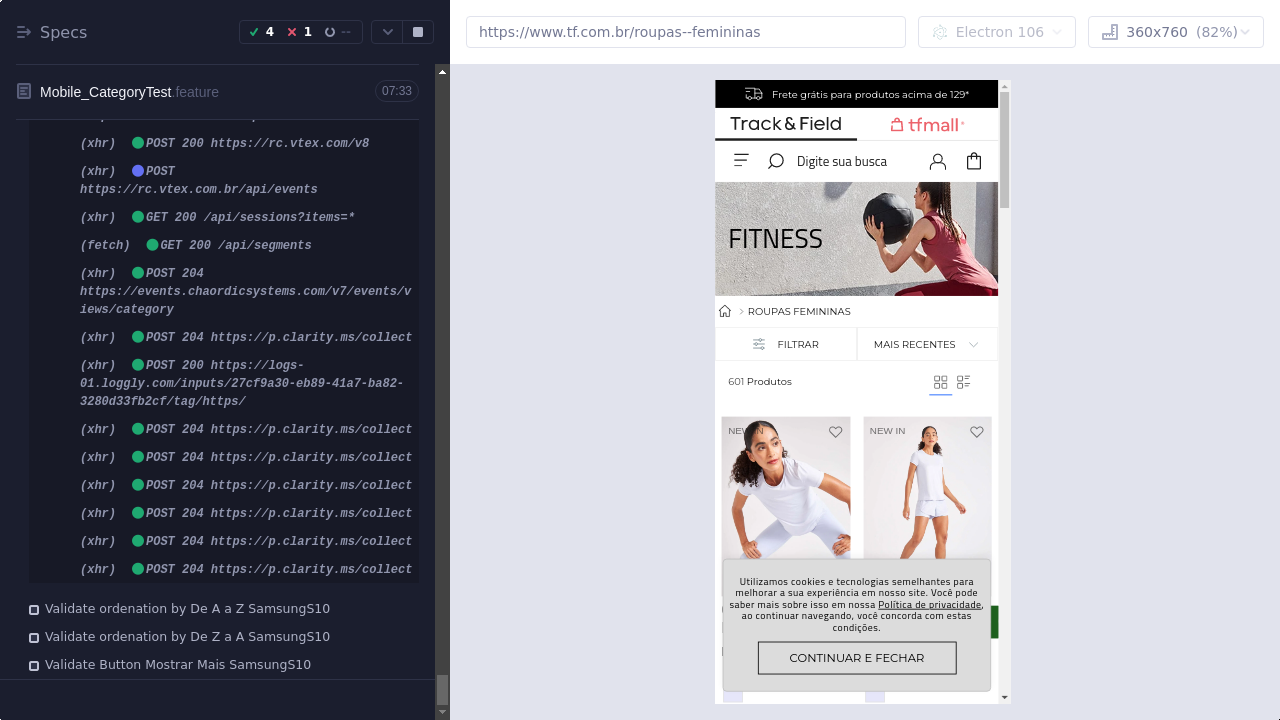 Specs
4
1
--
Mobile_CategoryTest.feature
07:33
(xhr) POST 200 https://rc.vtex.com/v8
(xhr) POST
https://rc.vtex.com.br/api/events
(xhr) GET 200 /api/sessions?items=*
(fetch) GET 200 /api/segments
(xhr) POST 204
https://events.chaordicsystems.com/v7/events/v
iews/category
(xhr) POST 204 https://p.clarity.ms/collect
(xhr) POST 200 https://logs-
3280d33fb2cf/tag/https/
(xhr) POST 204 https://p.clarity.ms/collect
(xhr) POST 204 https://p.clarity.ms/collect
(xhr) POST 204 https://p.clarity.ms/collect
(xhr) POST 204 https://p.clarity.ms/collect
(xhr) POST 204 https://p.clarity.ms/collect
(xhr) POST 204 https://p.clarity.ms/collect
Validate ordenation by De A a Z SamsungS10
Validate ordenation by De Z a A SamsungS10
Validate Button Mostrar Mais SamsungS10
https://www.tf.com.br/roupas--femininas
Electron 106
360x760 (82%)
Frete grátis para produtos acima de 129*
Track&Field
tfmall
Digite sua busca
FITNESS
ROUPAS FEMININAS
FILTRAR
MAIS RECENTES
601 Produtos
NEW IN
NEW IN
Utilizamos cookies e tecnologias semelhantes para
melhorar a sua experiência em nosso site. Você pode
saber mais sobre isso em nossa Política de privacidade,
ao continuar navegando, você concorda com estas
condições.
CONTINUAR E FECHAR